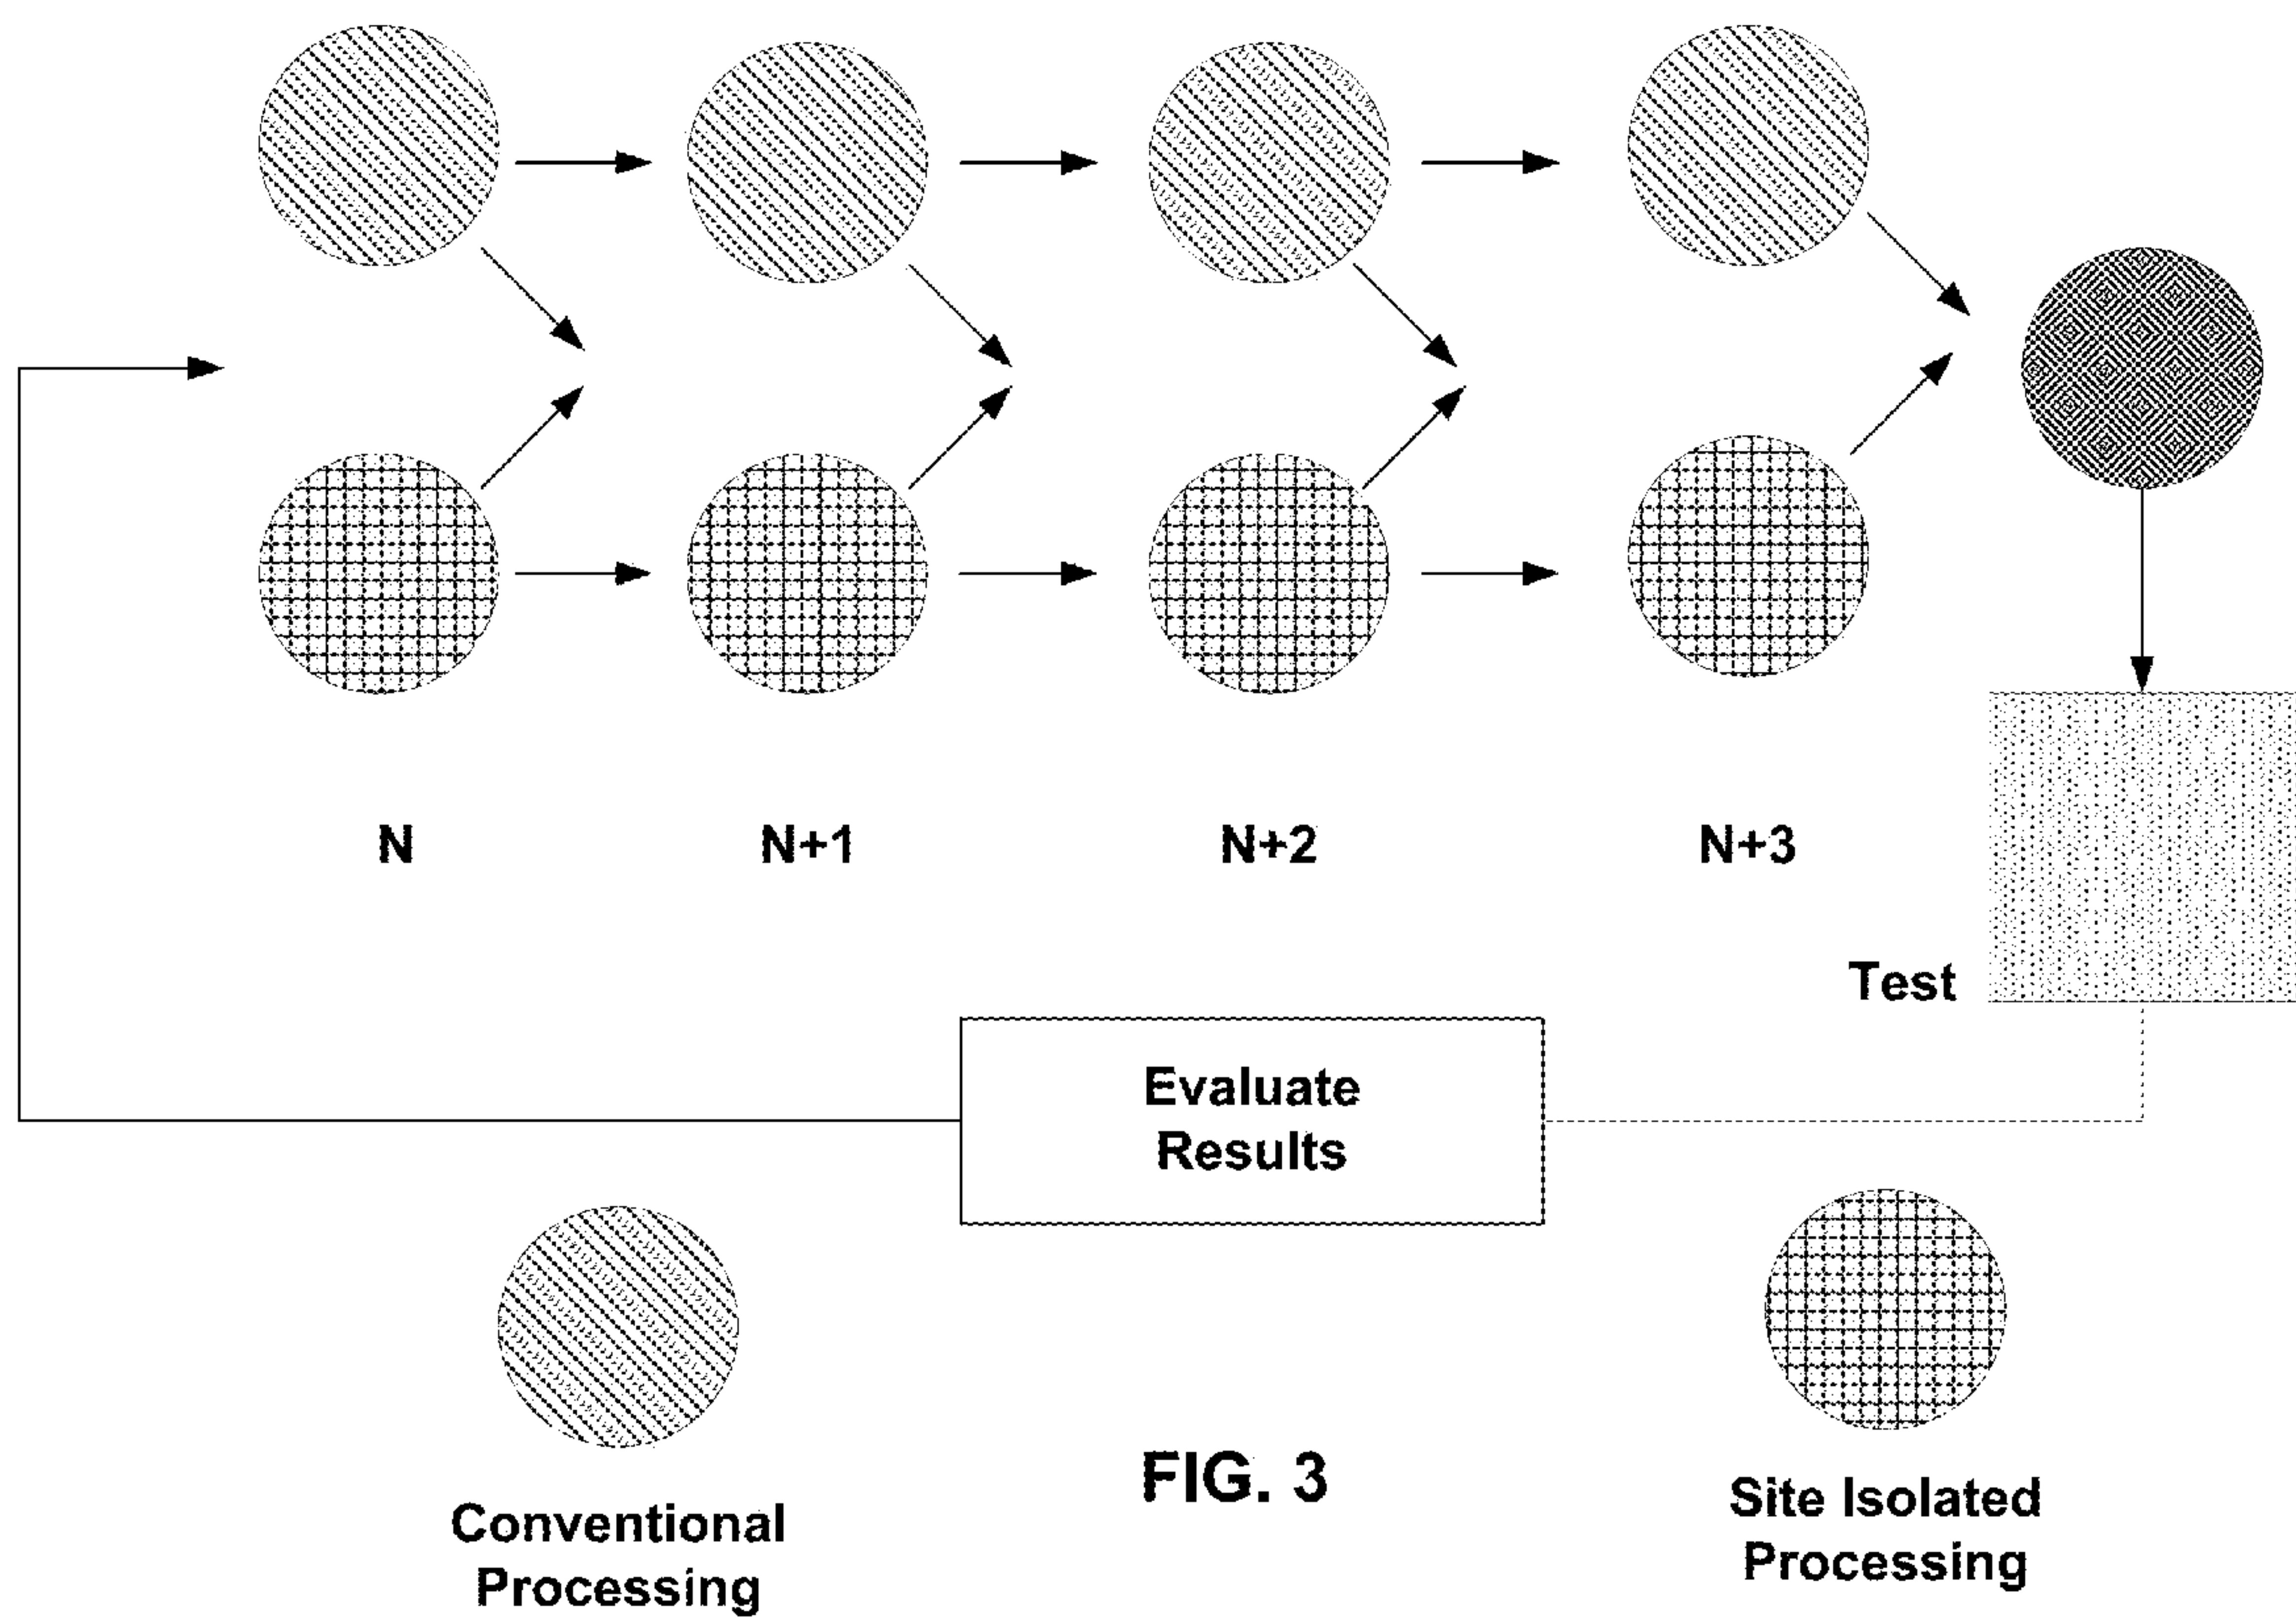 N
N+1
N+2
N+3
Test
Evaluate
Results
Conventional
Processing
FIG. 3
Site Isolated
Processing